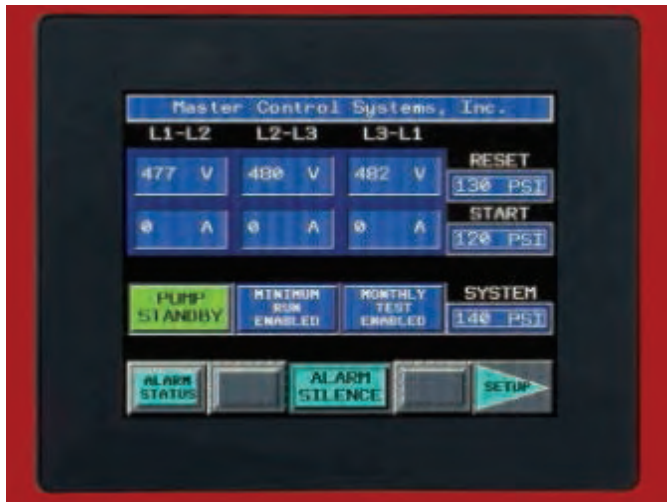 Master Control Systems, Inc.
L1-L2 L2-L3 L3-L1
RESET
477 V 480 V 482 V 130 PSI
START
0 A 0 A 0 A 120 PSI
PUMP STANDBY
MINIMUM RUN ENABLED
MONTHLY TEST ENABLED
SYSTEM
140 PSI
ALARM STATUS
ALARM SILENCE
SETUP